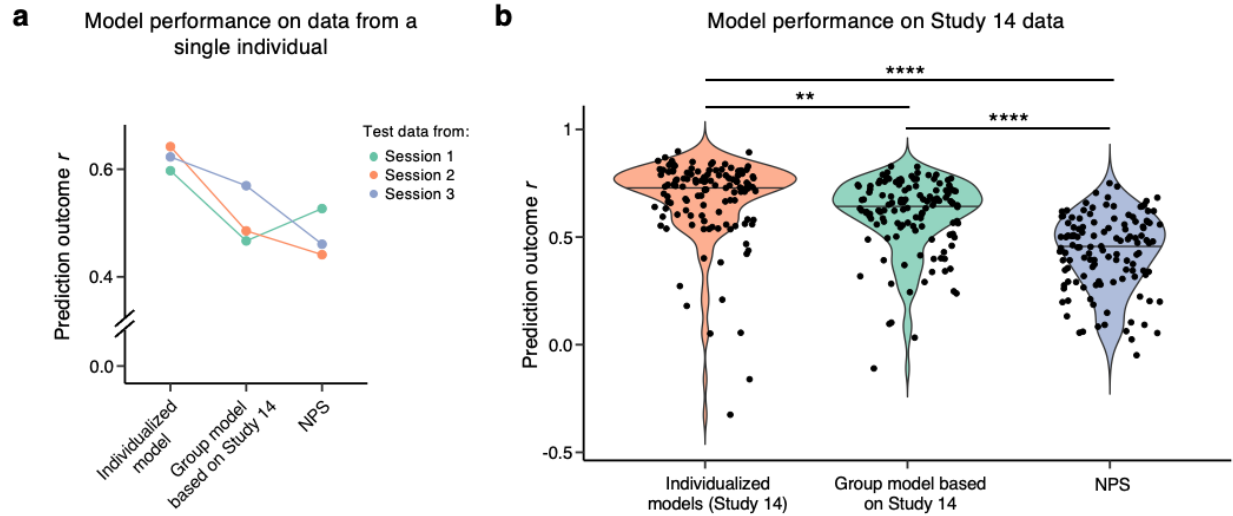 a
Model performance on data from a
single individual
Prediction outcome r
0.6
0.4
0.0
Test data from:
Session 1
Session 2
Session 3
Individualized
model
Group model
based on Study 14
NPS
b
Model performance on Study 14 data
****
**
****
Prediction outcome r
1
0.5
0.0
-0.5
Individualized
models (Study 14)
Group model based
on Study 14
NPS